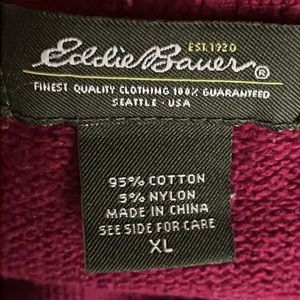 EST. 1920
Eddie Bauer®
FINEST QUALITY CLOTHING 100% GUARANTEED
SEATTLE - USA
95% COTTON
5% NYLON
MADE IN CHINA
SEE SIDE FOR CARE
XL